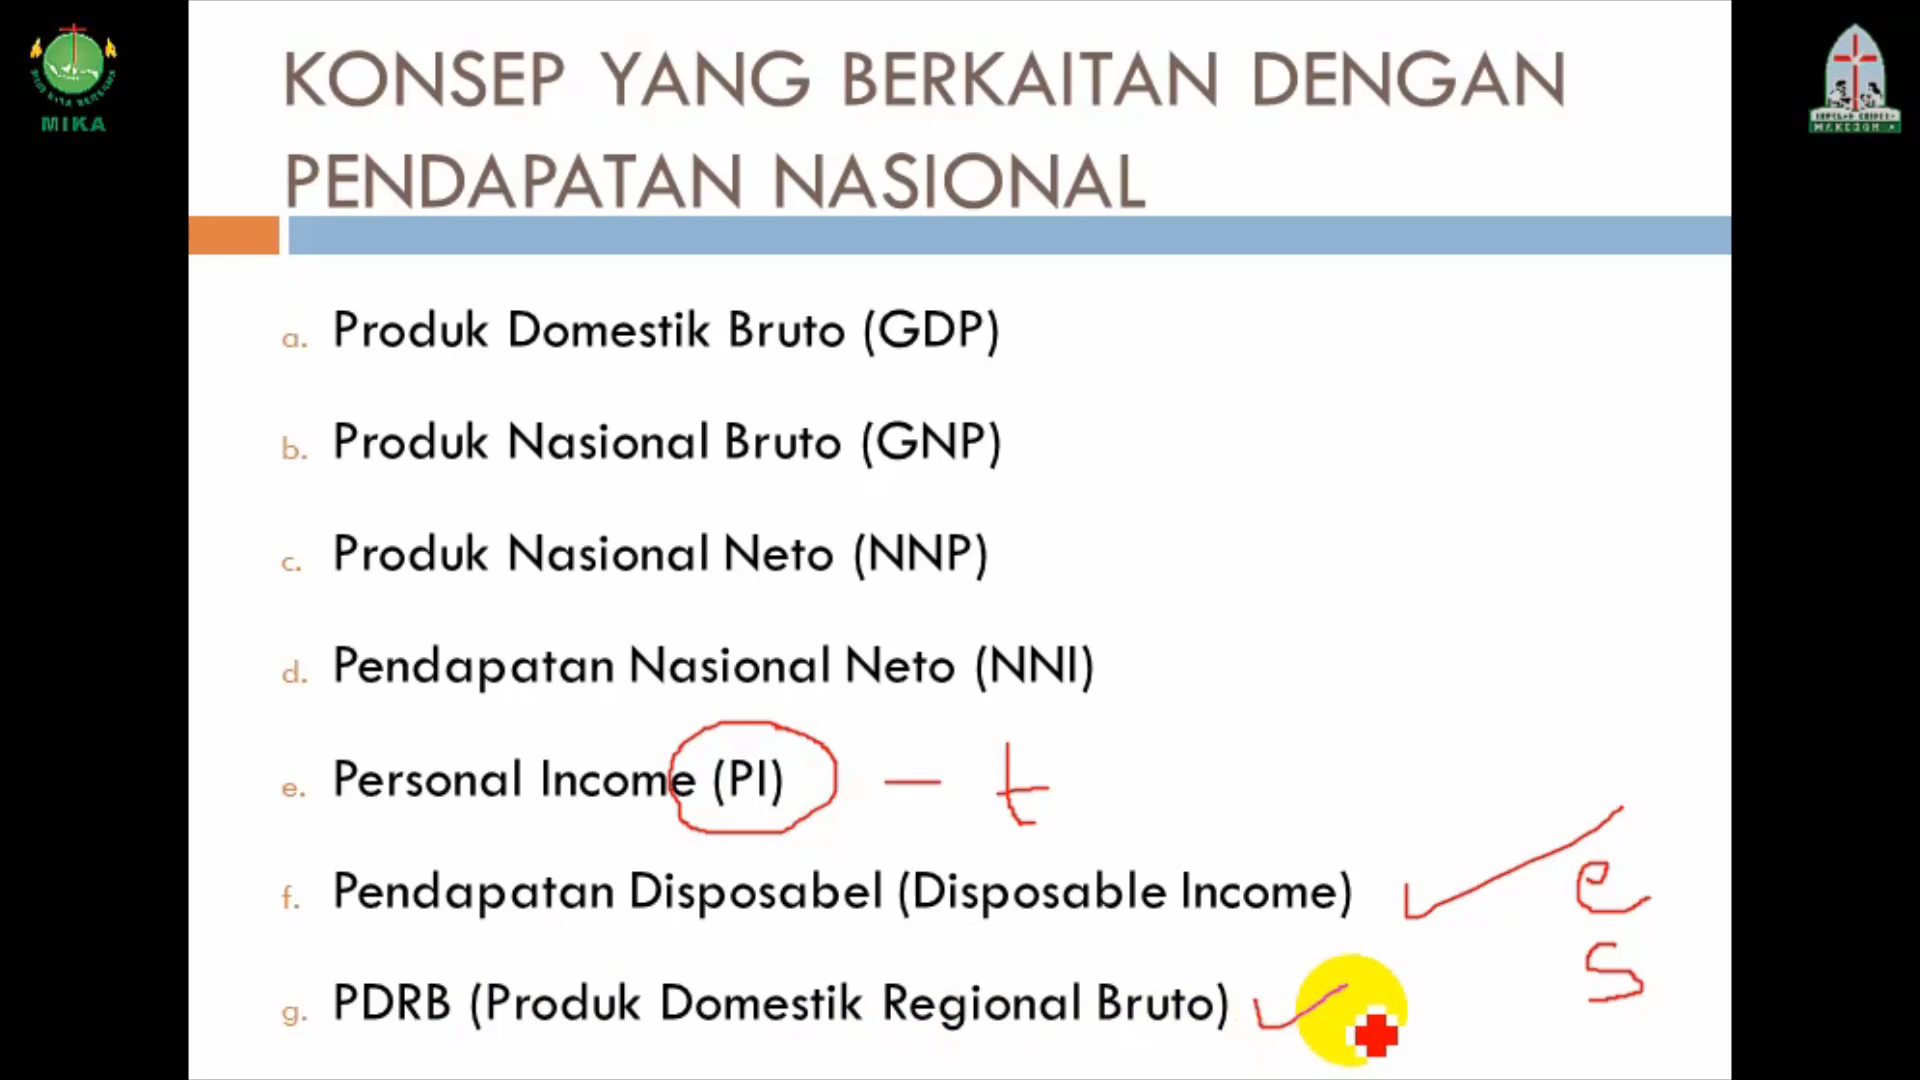 MIKA
KONSEP YANG BERKAITAN DENGAN
PENDAPATAN NASIONAL
a. Produk Domestik Bruto (GDP)
b. Produk Nasional Bruto (GNP)
c. Produk Nasional Neto (NNP)
d. Pendapatan Nasional Neto (NNI)
e. Personal Income (PI) — t
f. Pendapatan Disposabel (Disposable Income) e
s
g. PDRB (Produk Domestik Regional Bruto)